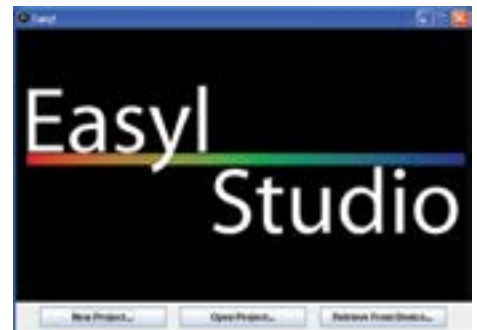 Easyl
Easyl
Studio
New Project...
Open Project...
Retrieve From Device...